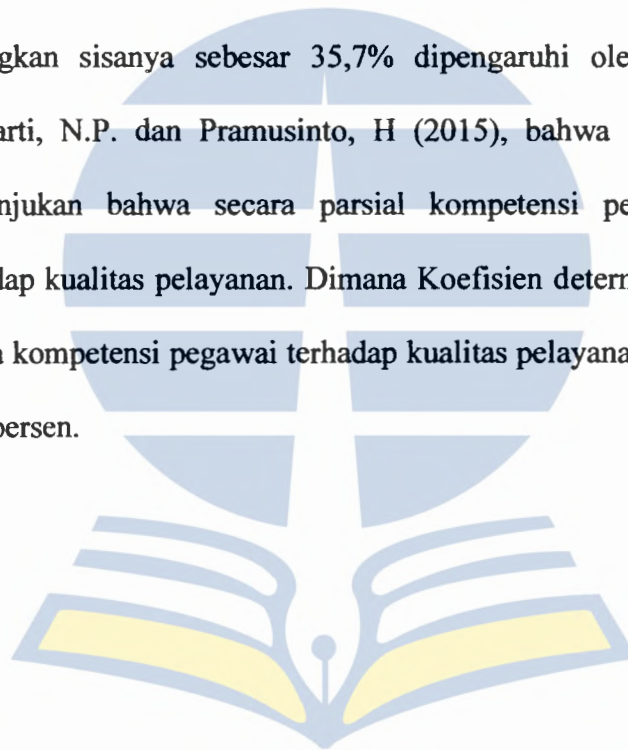 gkan sisanya sebesar 35,7% dipengaruhi ole
arti, N.P. dan Pramusinto, H (2015), bahwa
njukan bahwa secara parsial kompetensi pe
lap kualitas pelayanan. Dimana Koefisien deterr
kompetensi pegawai terhadap kualitas pelayana
persen.